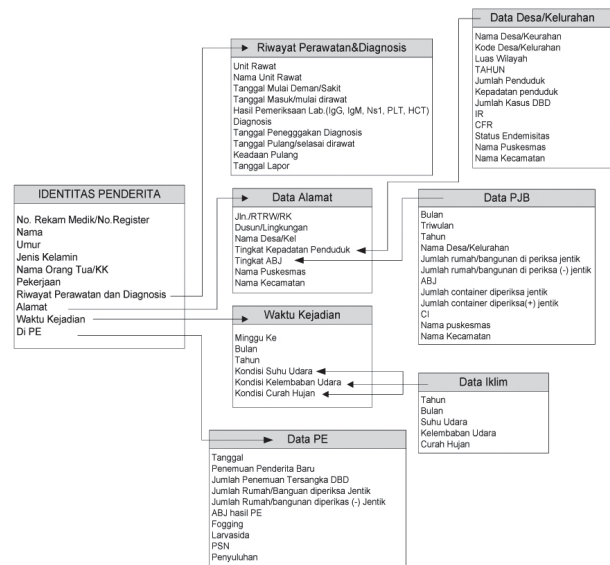 Data Desa/Kelurahan
Nama Desa/Keurahan
Kode Desa/Kelurahan
Luas Wilayah
TAHUN
Jumlah Penduduk
Kepadatan penduduk
Jumlah Kasus DBD
IR
CFR
Status Endemisitas
Nama Puskesmas
Nama Kecamatan
Riwayat Perawatan&Diagnosis
Unit Rawat
Nama Unit Rawat
Tanggal Mulai Deman/Sakit
Tanggal Masuk/mulai dirawat
Hasil Pemeriksaan Lab.(IgG, IgM, Ns1, PLT, HCT)
Diagnosis
Tanggal Penegggakan Diagnosis
Tanggal Pulang/selasai dirawat
Keadaan Pulang
Tanggal Lapor
IDENTITAS PENDERITA
No. Rekam Medik/No.Register
Nama
Umur
Jenis Kelamin
Nama Orang Tua/KK
Pekerjaan
Riwayat Perawatan dan Diagnosis
Alamat
Waktu Kejadian
Di PE
Data Alamat
Jln./RTRW/RK
Dusun/Lingkungan
Nama Desa/Kel
Tingkat Kepadatan Penduduk
Tingkat ABJ
Nama Puskesmas
Nama Kecamatan
Data PJB
Bulan
Triwulan
Tahun
Nama Desa/Kelurahan
Jumlah rumah/bangunan di periksa jentik
Jumlah rumah/bangunan di periksa (-) jentik
ABJ
Jumlah container diperiksa jentik
Jumlah container diperiksa(+) jentik
CI
Nama puskesmas
Nama Kecamatan
Waktu Kejadian
Minggu Ke
Bulan
Tahun
Kondisi Suhu Udara
Kondisi Kelembaban Udara
Kondisi Curah Hujan
Data Iklim
Tahun
Bulan
Suhu Udara
Kelembaban Udara
Curah Hujan
Data PE
Tanggal
Penemuan Penderita Baru
Jumlah Penemuan Tersangka DBD
Jumlah Rumah/Banguan diperiksa Jentik
Jumlah Rumah/bangunan diperikas (-) Jentik
ABJ hasil PE
Fogging
Larvasida
PSN
Penyuluhan